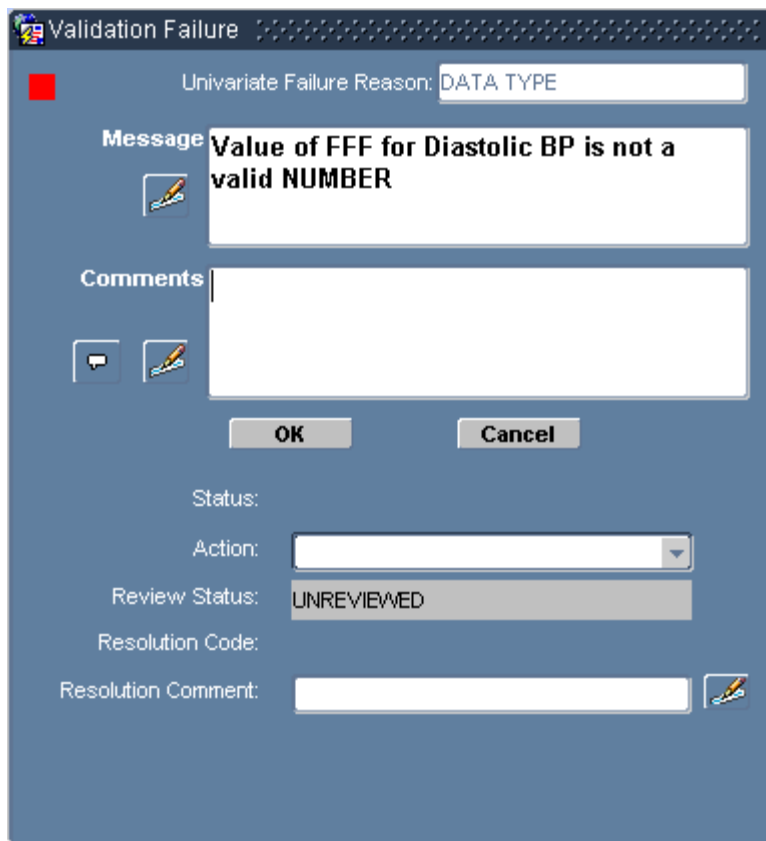 Validation Failure
Univariate Failure Reason: DATA TYPE
Message Value of FFF for Diastolic BP is not a
valid NUMBER
Comments
OK Cancel
Status:
Action:
Review Status: UNREVIEWED
Resolution Code:
Resolution Comment: